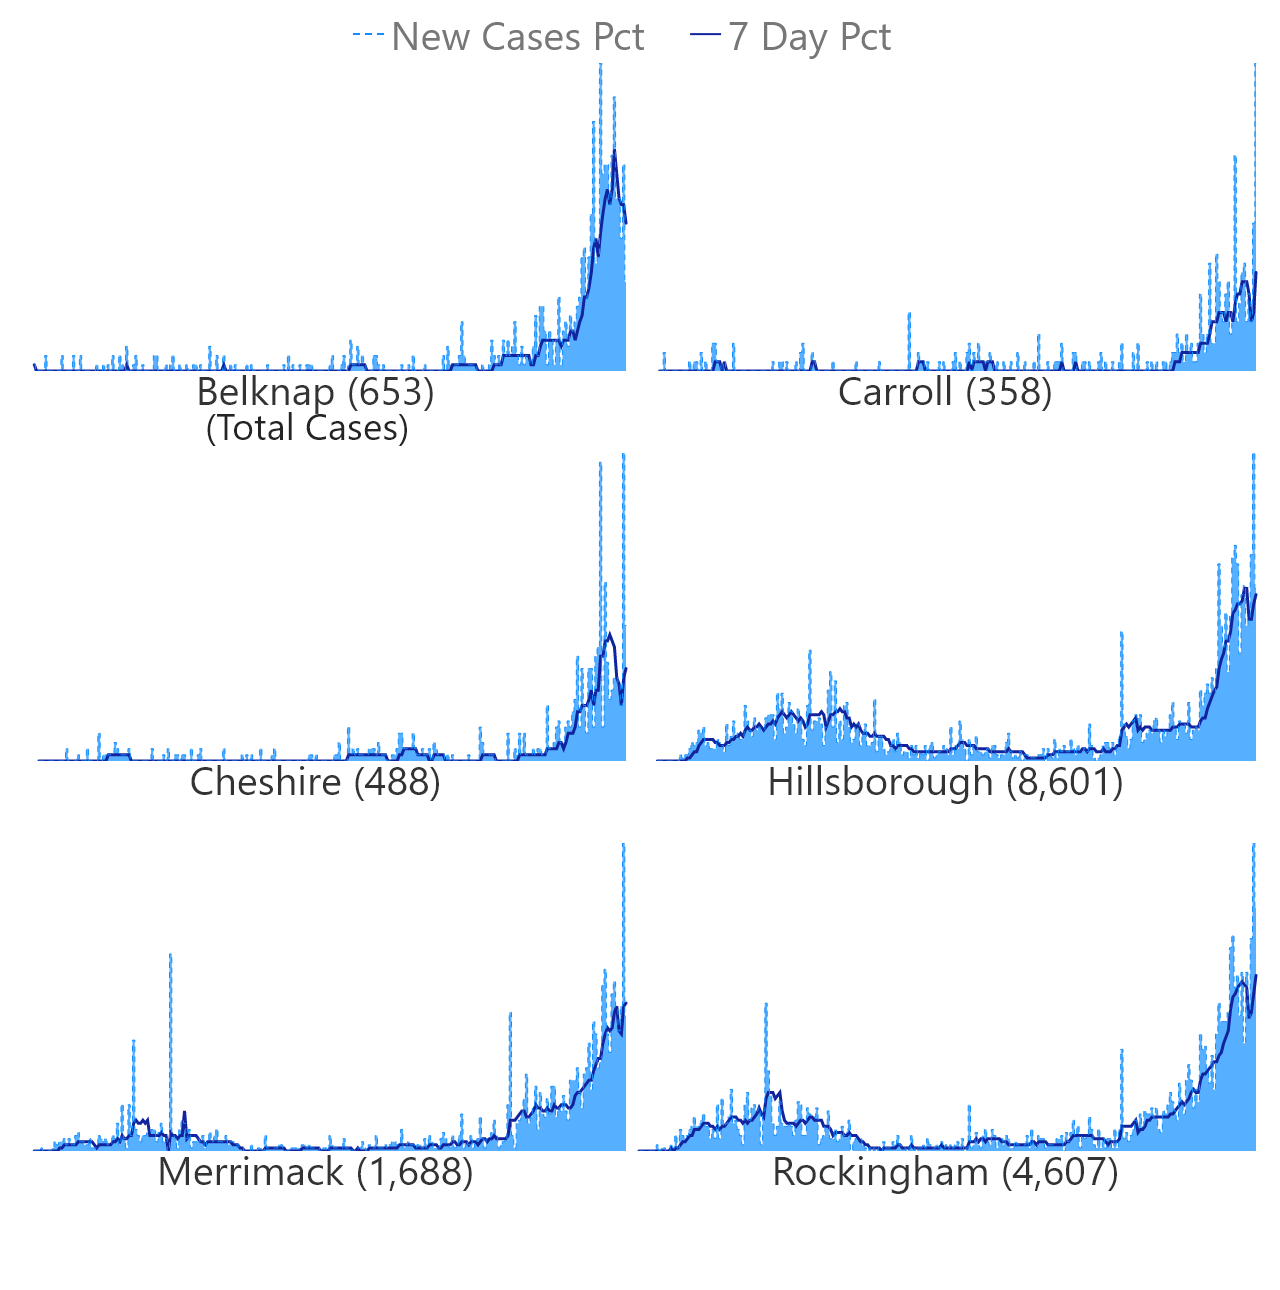 New Cases Pct 7 Day Pct
Belknap (653) Carroll (358)
(Total Cases)
Cheshire (488) Hillsborough (8,601)
Merrimack (1,688) Rockingham (4,607)